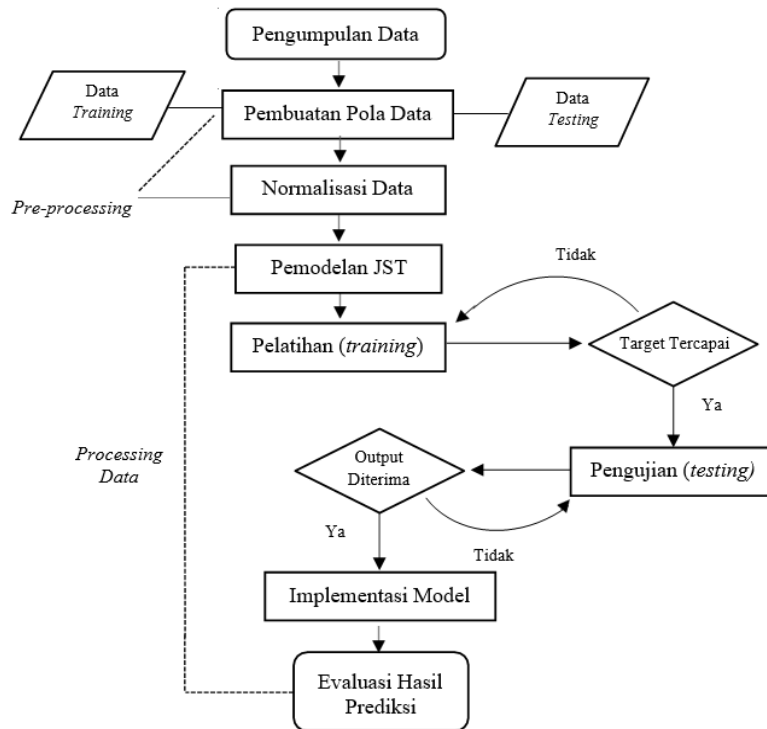 Pengumpulan Data
Data
Training
Pembuatan Pola Data
Data
Testing
Normalisasi Data
Pre-processing
Pemodelan JST
Tidak
Pelatihan (training)
Target Tercapai
Ya
Processing
Data
Output
Diterima
Pengujian (testing)
Ya
Tidak
Implementasi Model
Evaluasi Hasil
Prediksi